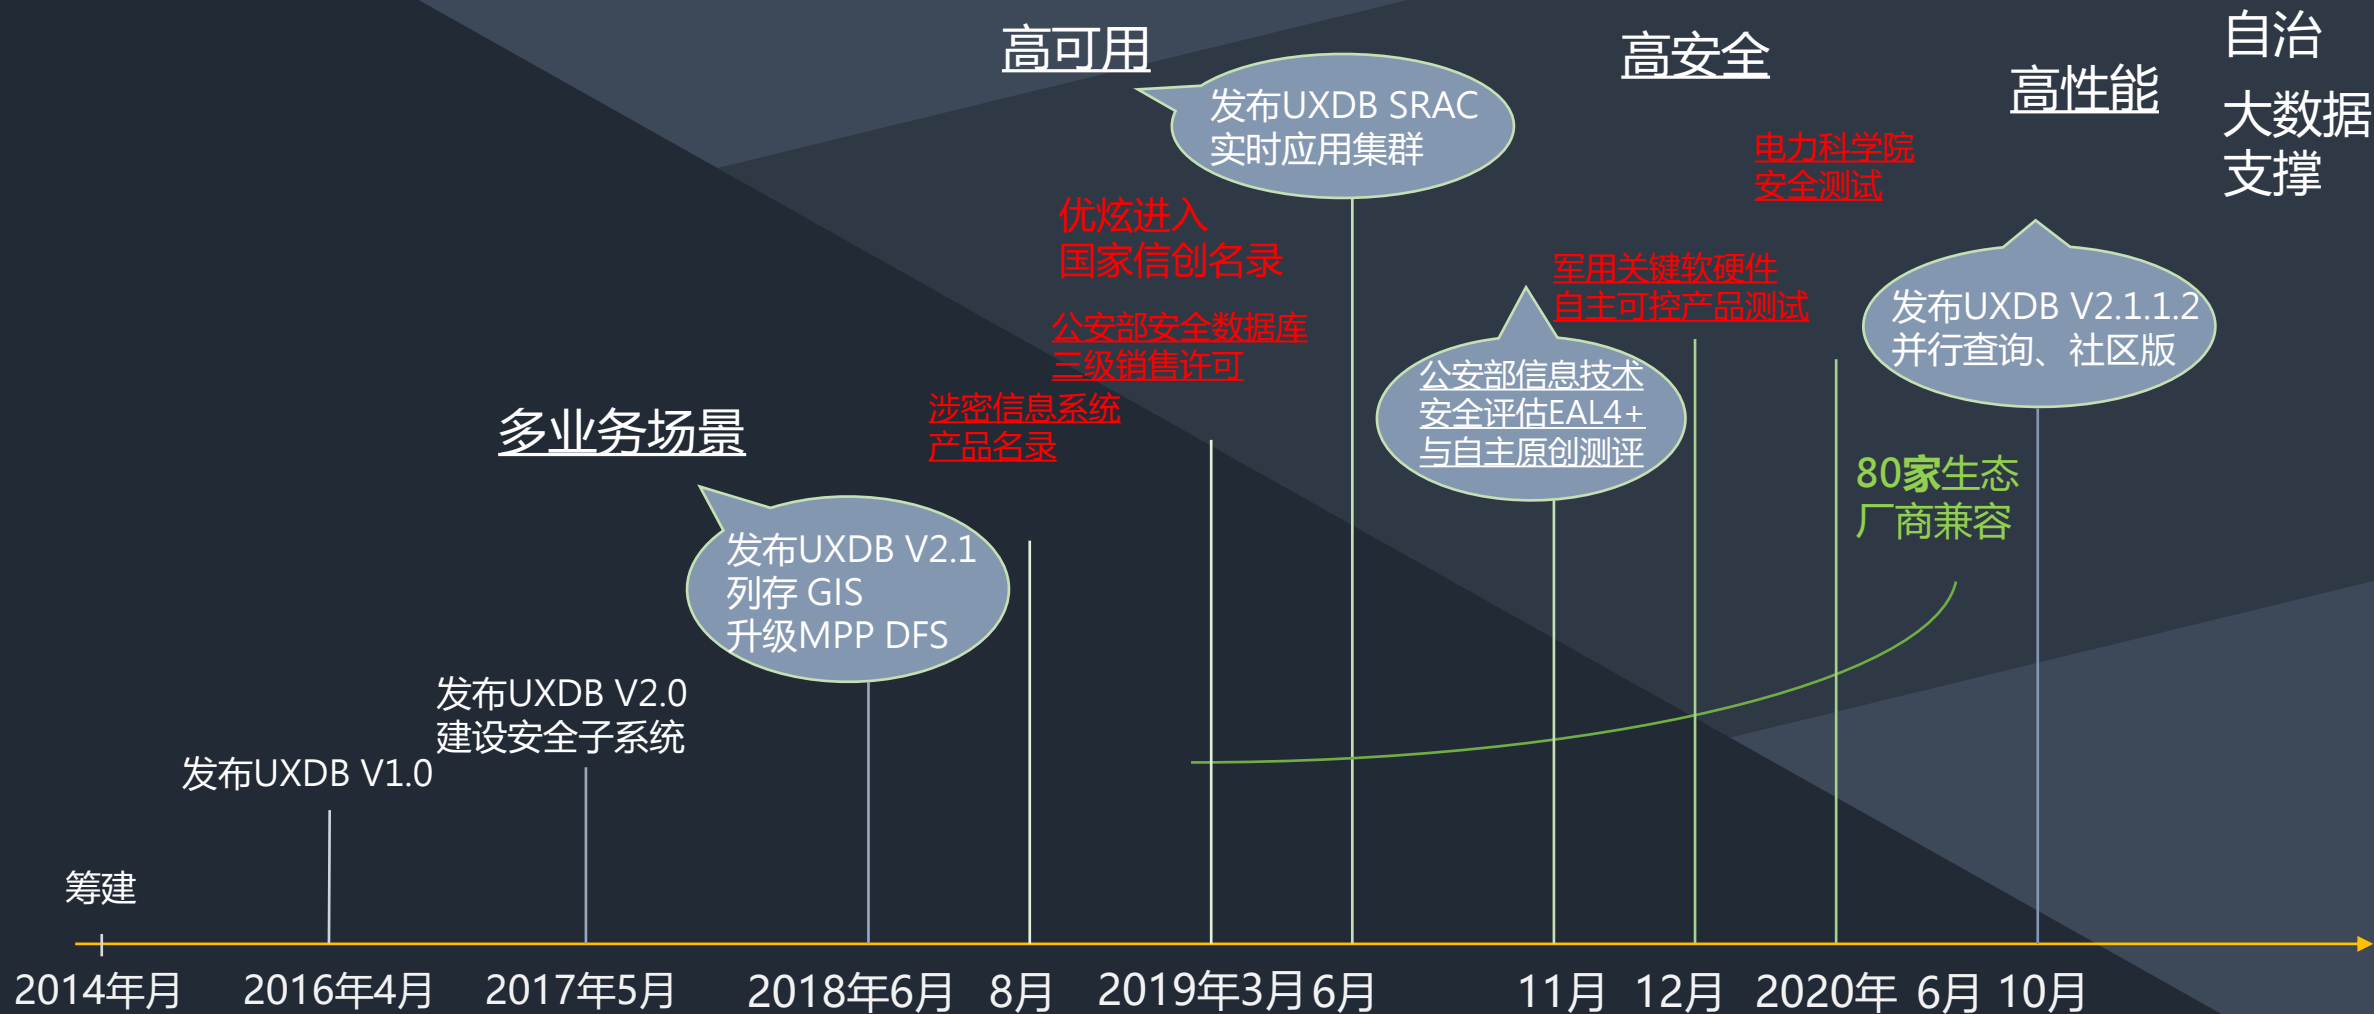 高可用
高安全
高性能
自治
大数据
支撑
发布UXDB SRAC
实时应用集群
电力科学院
安全测试
优炫进入
国家信创名录
军用关键软硬件
自主可控产品测试
发布UXDB V2.1.1.2
并行查询、社区版
公安部安全数据库
三级销售许可
公安部信息技术
安全评估EAL4+
与自主原创测评
涉密信息系统
产品名录
多业务场景
80家生态
厂商兼容
发布UXDB V2.1
列存 GIS
升级MPP DFS
发布UXDB V2.0
建设安全子系统
发布UXDB V1.0
筹建
2014年月
2016年4月
2017年5月
2018年6月
8月
2019年3月
6月
11月
12月
2020年
6月
10月